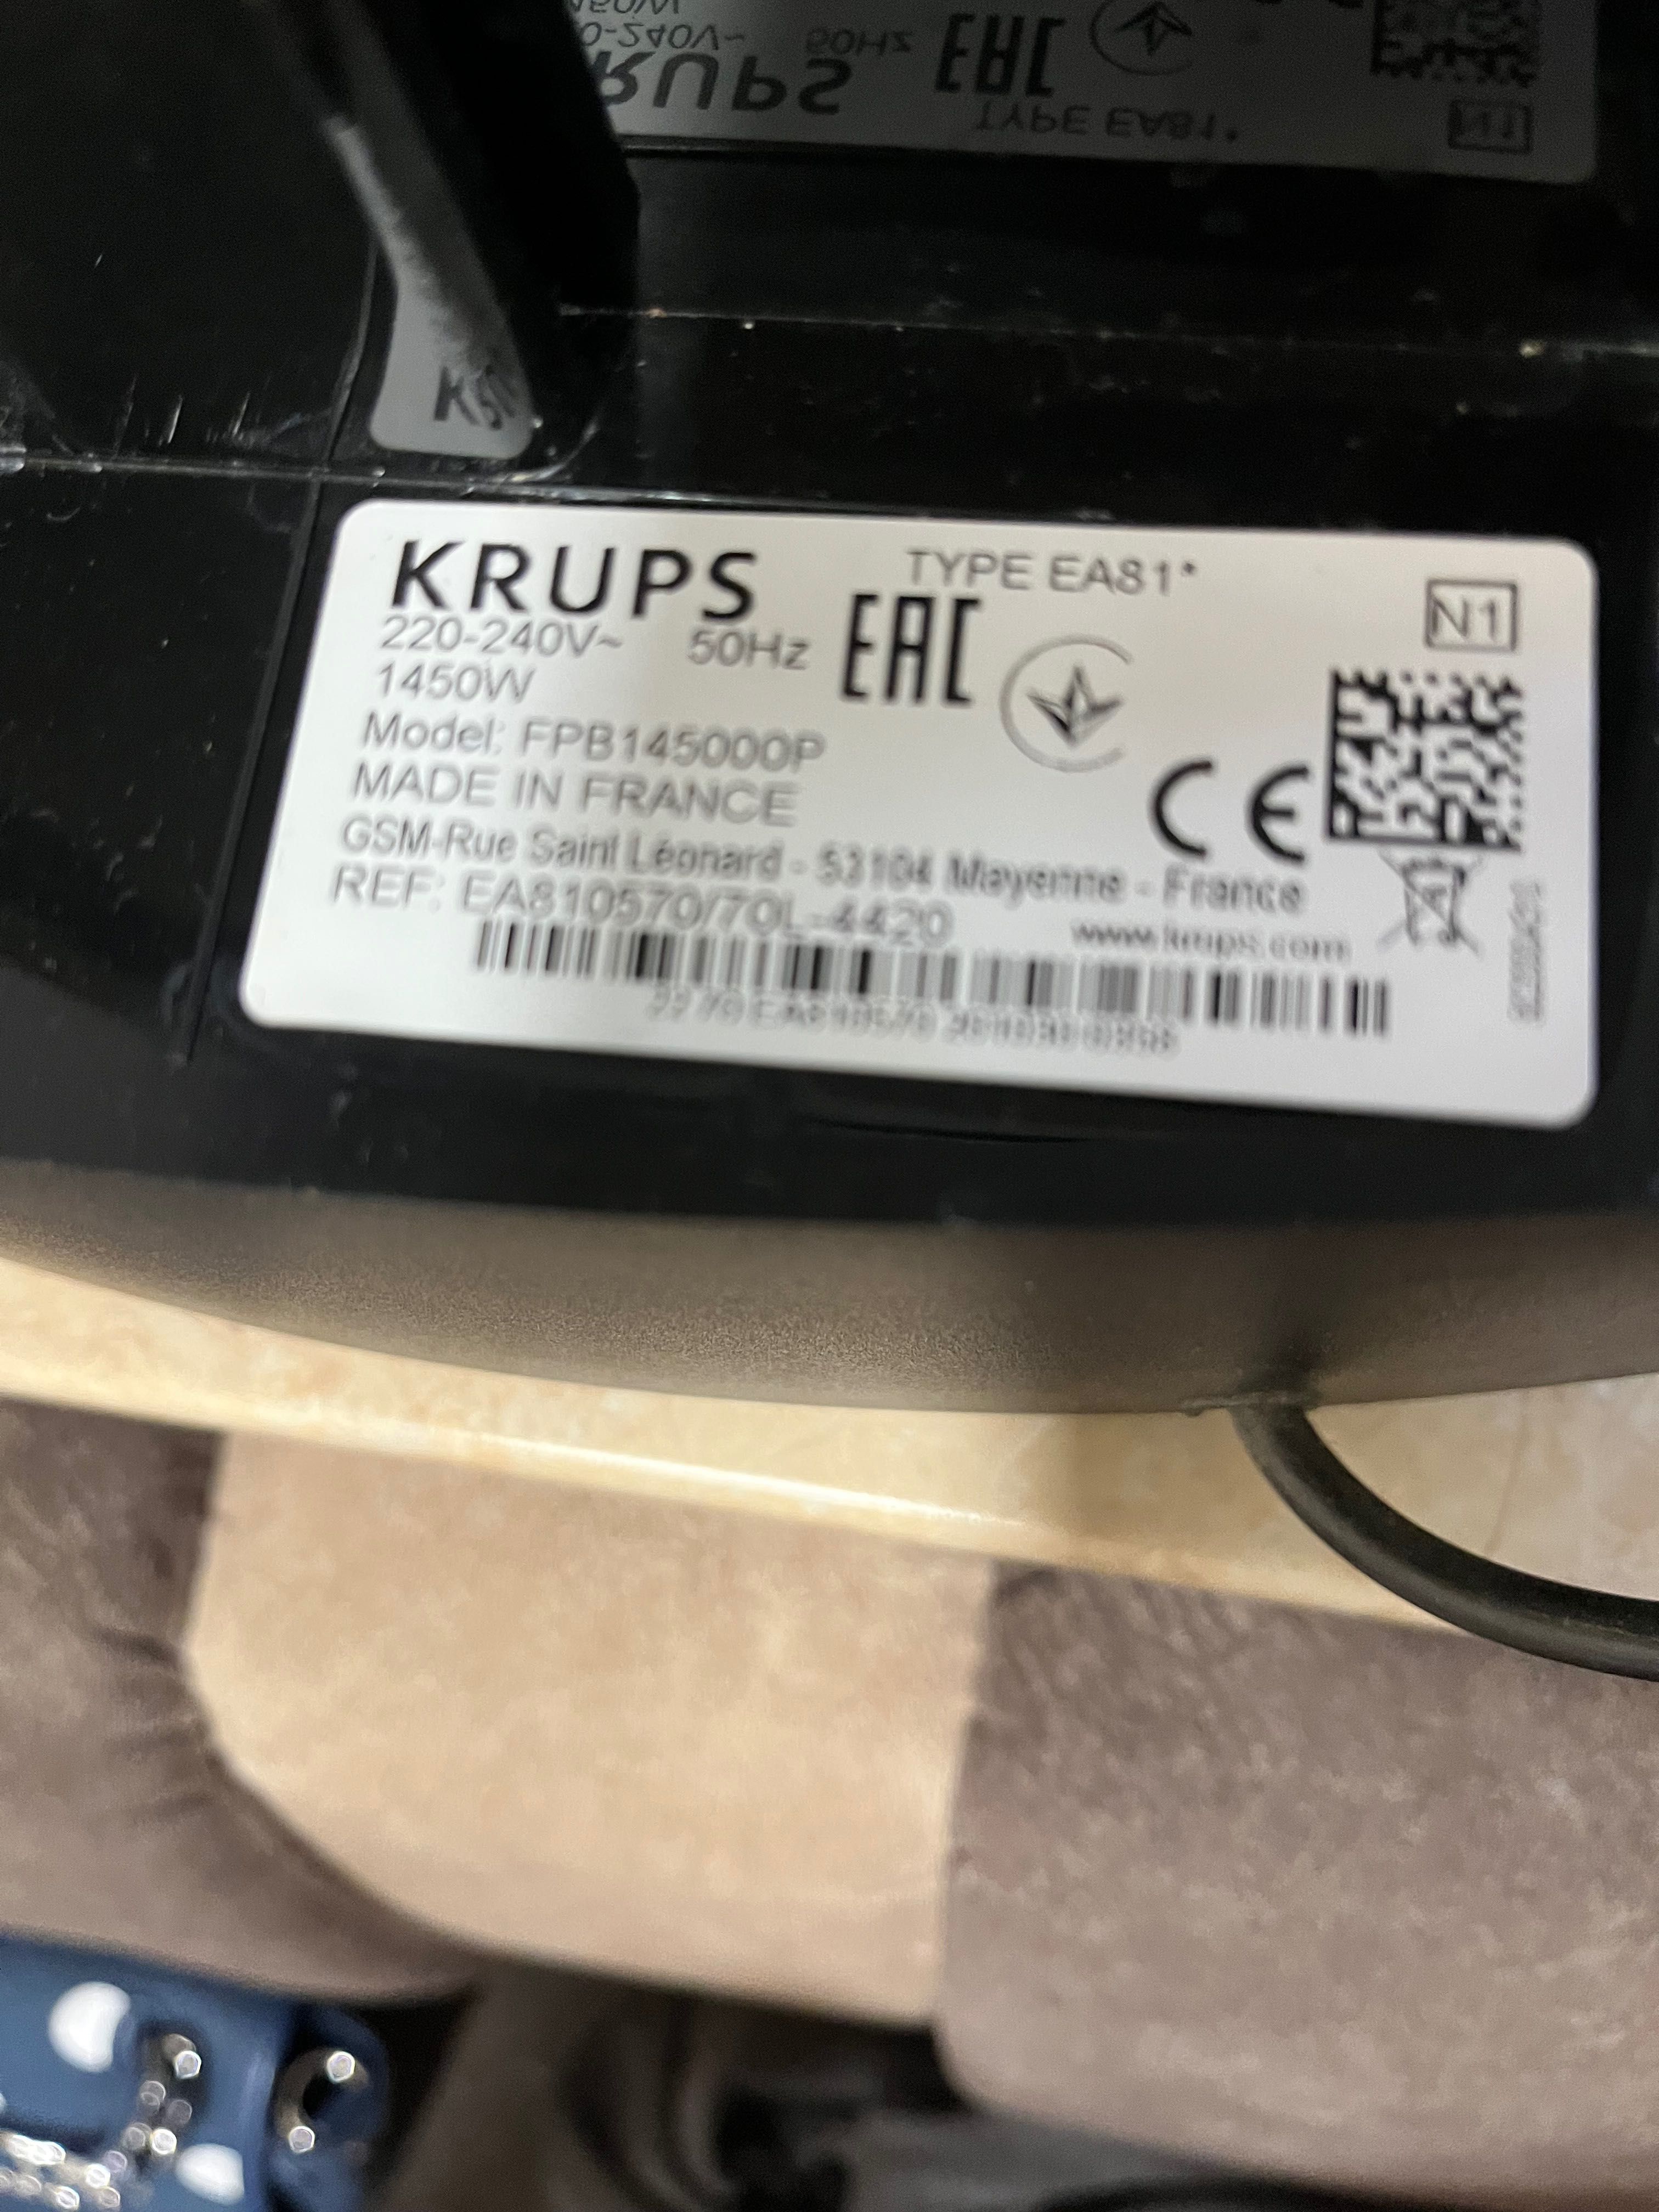 KRUPS
TYPE EA81*
N1
220-240V~ 50Hz
EAC
1450W
Model: FPB145000P
MADE IN FRANCE
CE
GSM-Rue Saint Léonard - 53104 Mayenne - France
REF: EA810570/70L-4420
www.krups.com